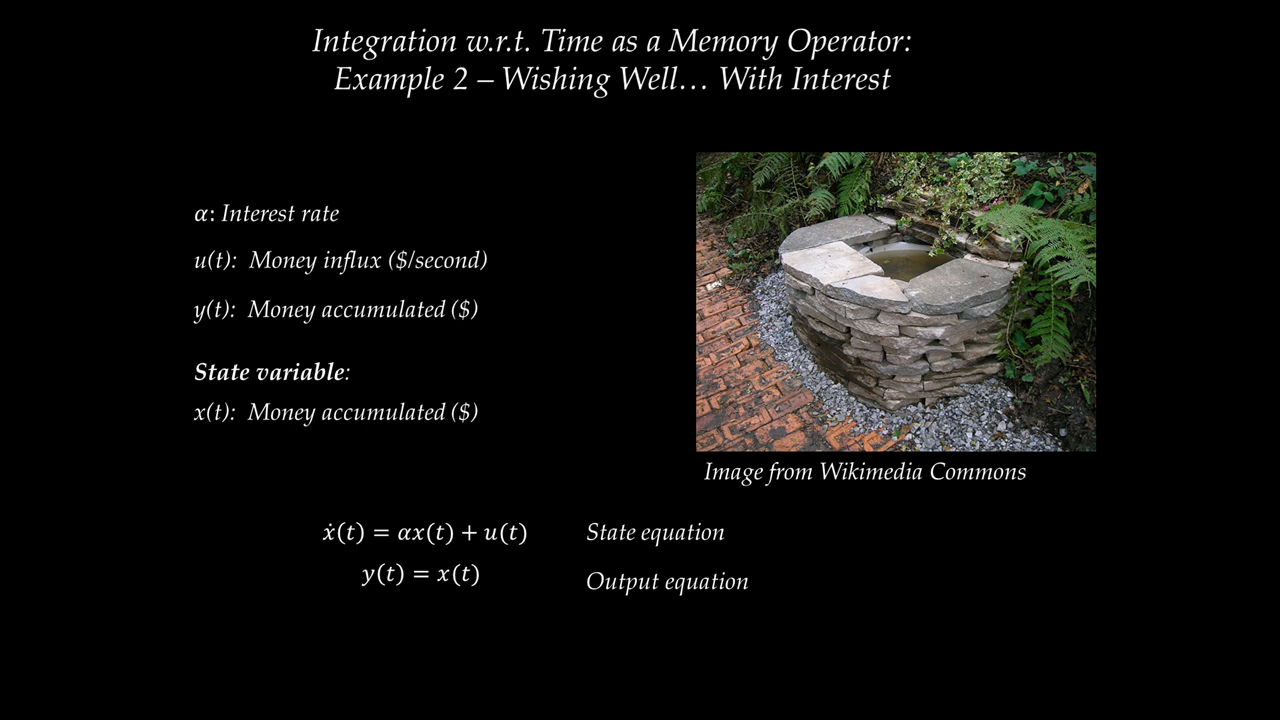 Integration w.r.t. Time as a Memory Operator:
Example 2 – Wishing Well… With Interest
α: Interest rate
u(t): Money influx ($/second)
y(t): Money accumulated ($)
State variable:
x(t): Money accumulated ($)
Image from Wikimedia Commons
ẋ(t) = αx(t) + u(t) State equation
y(t) = x(t) Output equation